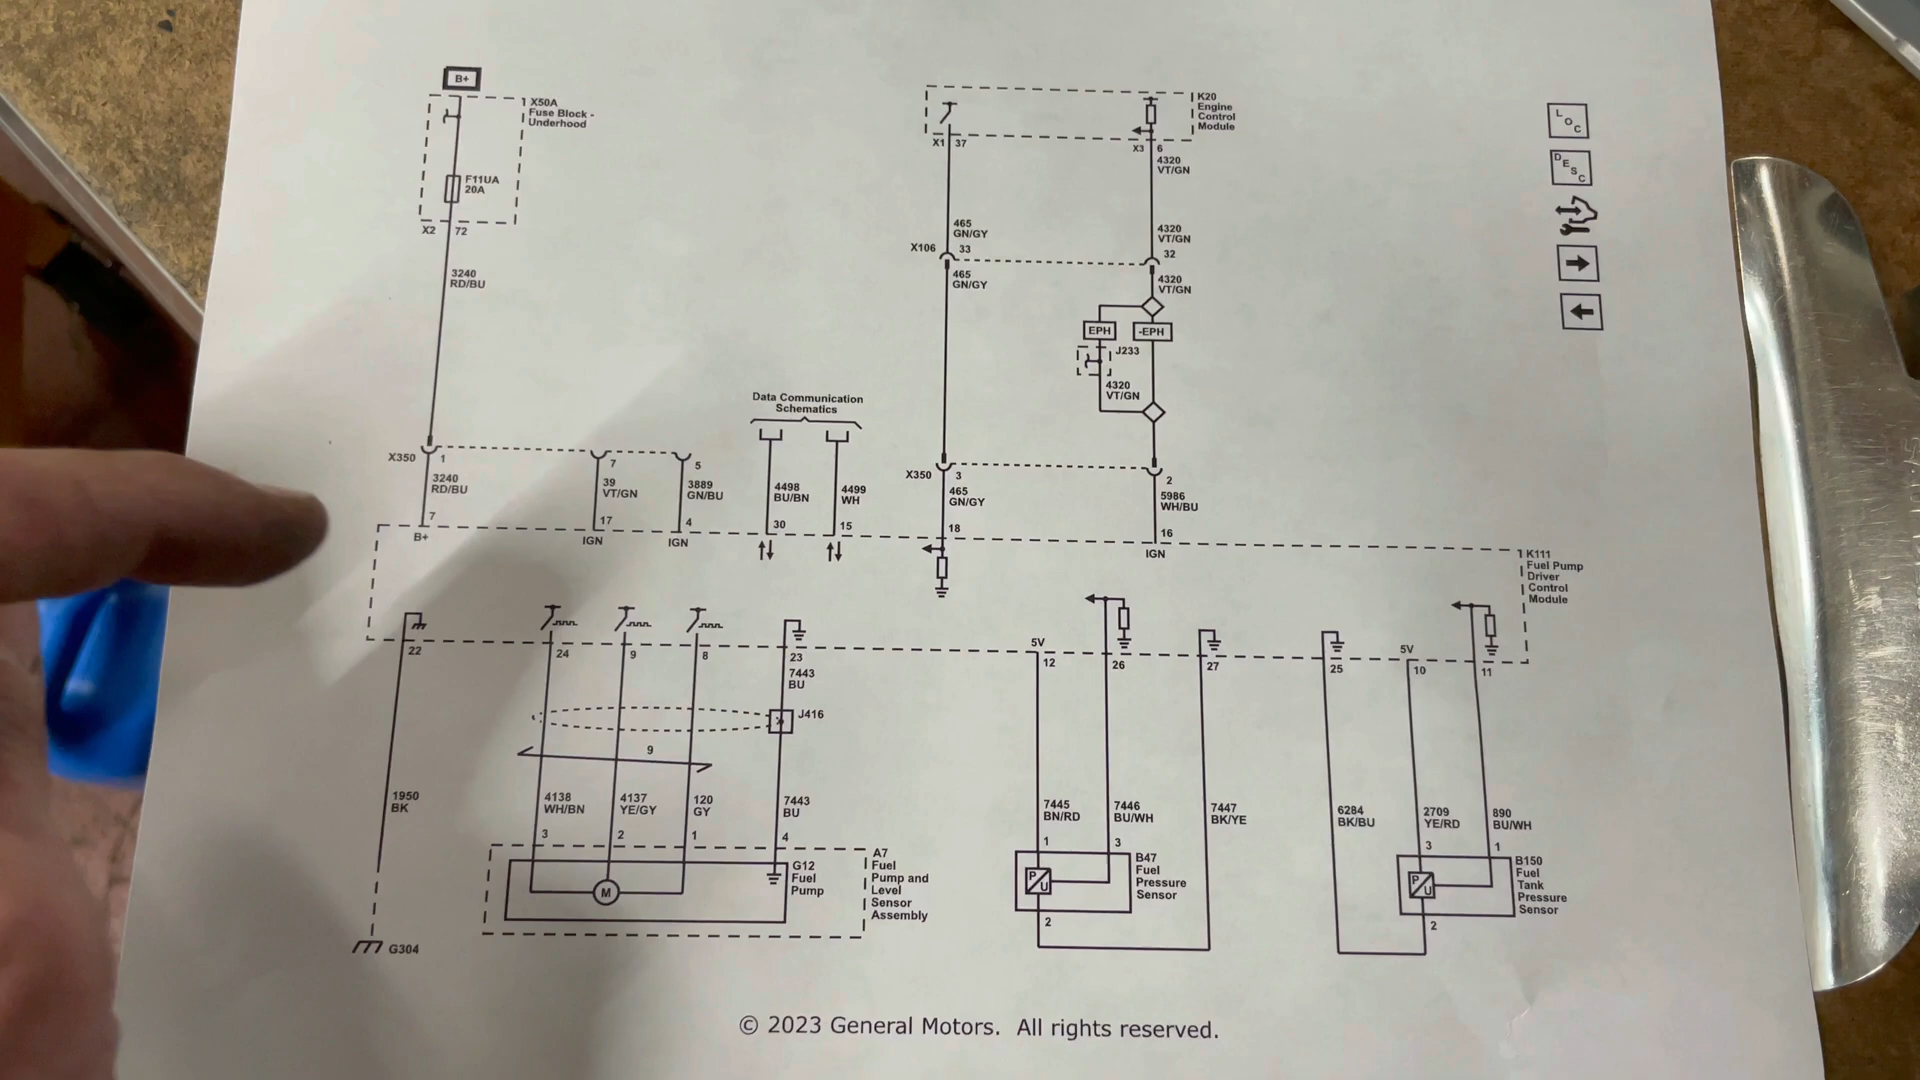 B+
X50A
Fuse Block -
Underhood
F11UA
20A
X2 72
3240
RD/BU
K20
Engine
Control
Module
X1 37
X3 6
4320
VT/GN
465
GN/GY
X106 33
465
GN/GY
4320
VT/GN
32
4320
VT/GN
EPH
-EPH
J233
4320
VT/GN
L
O
C
D
E
S
C
Data Communication
Schematics
X350 1
3240
RD/BU
7
B+
7
39
VT/GN
17
IGN
5
3889
GN/BU
4
IGN
4498
BU/BN
30
4499
WH
15
X350 3
465
GN/GY
18
2
5986
WH/BU
16
IGN
K111
Fuel Pump
Driver
Control
Module
22
24
9
8
23
7443
BU
J416
9
5V
12
26
27
25
5V
10
11
1950
BK
4138
WH/BN
3
4137
YE/GY
2
120
GY
1
7443
BU
4
7445
BN/RD
1
7446
BU/WH
3
7447
BK/YE
6284
BK/BU
2709
YE/RD
3
890
BU/WH
1
M
G12
Fuel
Pump
A7
Fuel
Pump and
Level
Sensor
Assembly
P
U
B47
Fuel
Pressure
Sensor
2
P
U
B150
Fuel
Tank
Pressure
Sensor
2
G304
© 2023 General Motors. All rights reserved.